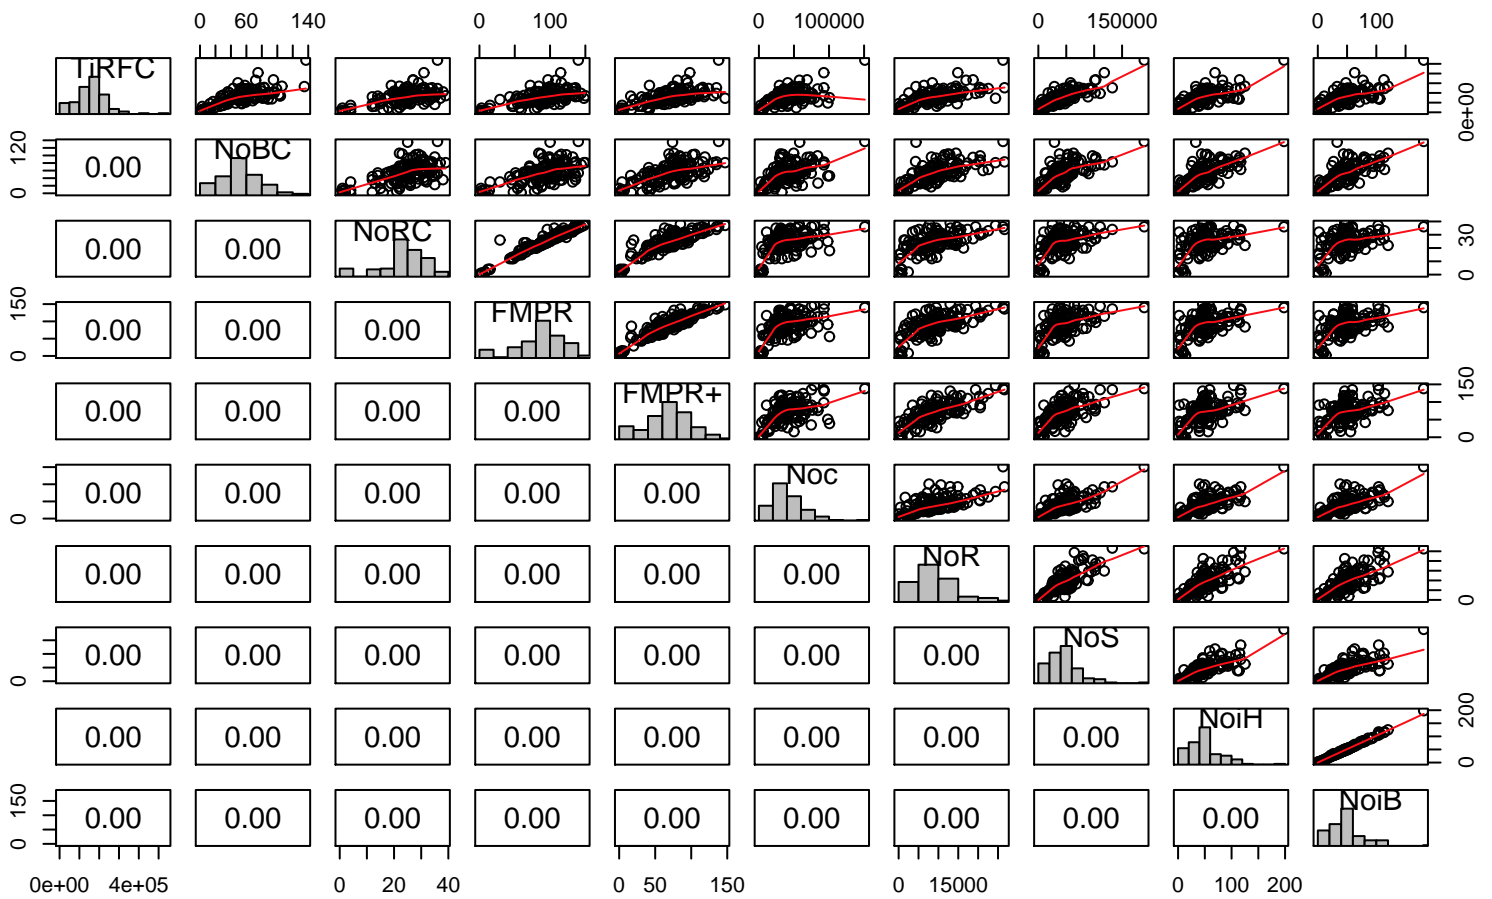 0 60 140 0 100 0 100000 0 150000 0 100
TiRFC 0e+00
0 120 0.00 NoBC
0.00 0.00 NoRC 0 30
0 150 0.00 0.00 0.00 FMPR
0.00 0.00 0.00 0.00 FMPR+ 0 150
0 0.00 0.00 0.00 0.00 0.00 Noc
0.00 0.00 0.00 0.00 0.00 0.00 NoR 0
0 0.00 0.00 0.00 0.00 0.00 0.00 0.00 NoS
0.00 0.00 0.00 0.00 0.00 0.00 0.00 0.00 NoiH 0 200
0 150 0.00 0.00 0.00 0.00 0.00 0.00 0.00 0.00 0.00 NoiB
0e+00 4e+05 0 20 40 0 50 150 0 15000 0 100 200